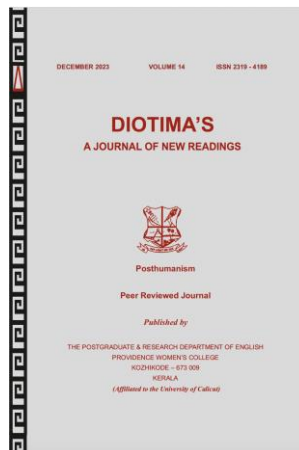 DECEMBER 2023 VOLUME 14 ISSN 2319 - 4189
DIOTIMA'S
A JOURNAL OF NEW READINGS
Posthumanism
Peer Reviewed Journal
Published by
THE POSTGRADUATE & RESEARCH DEPARTMENT OF ENGLISH
PROVIDENCE WOMEN'S COLLEGE
KOZHIKODE – 673 009
KERALA
(Affiliated to the University of Calicut)